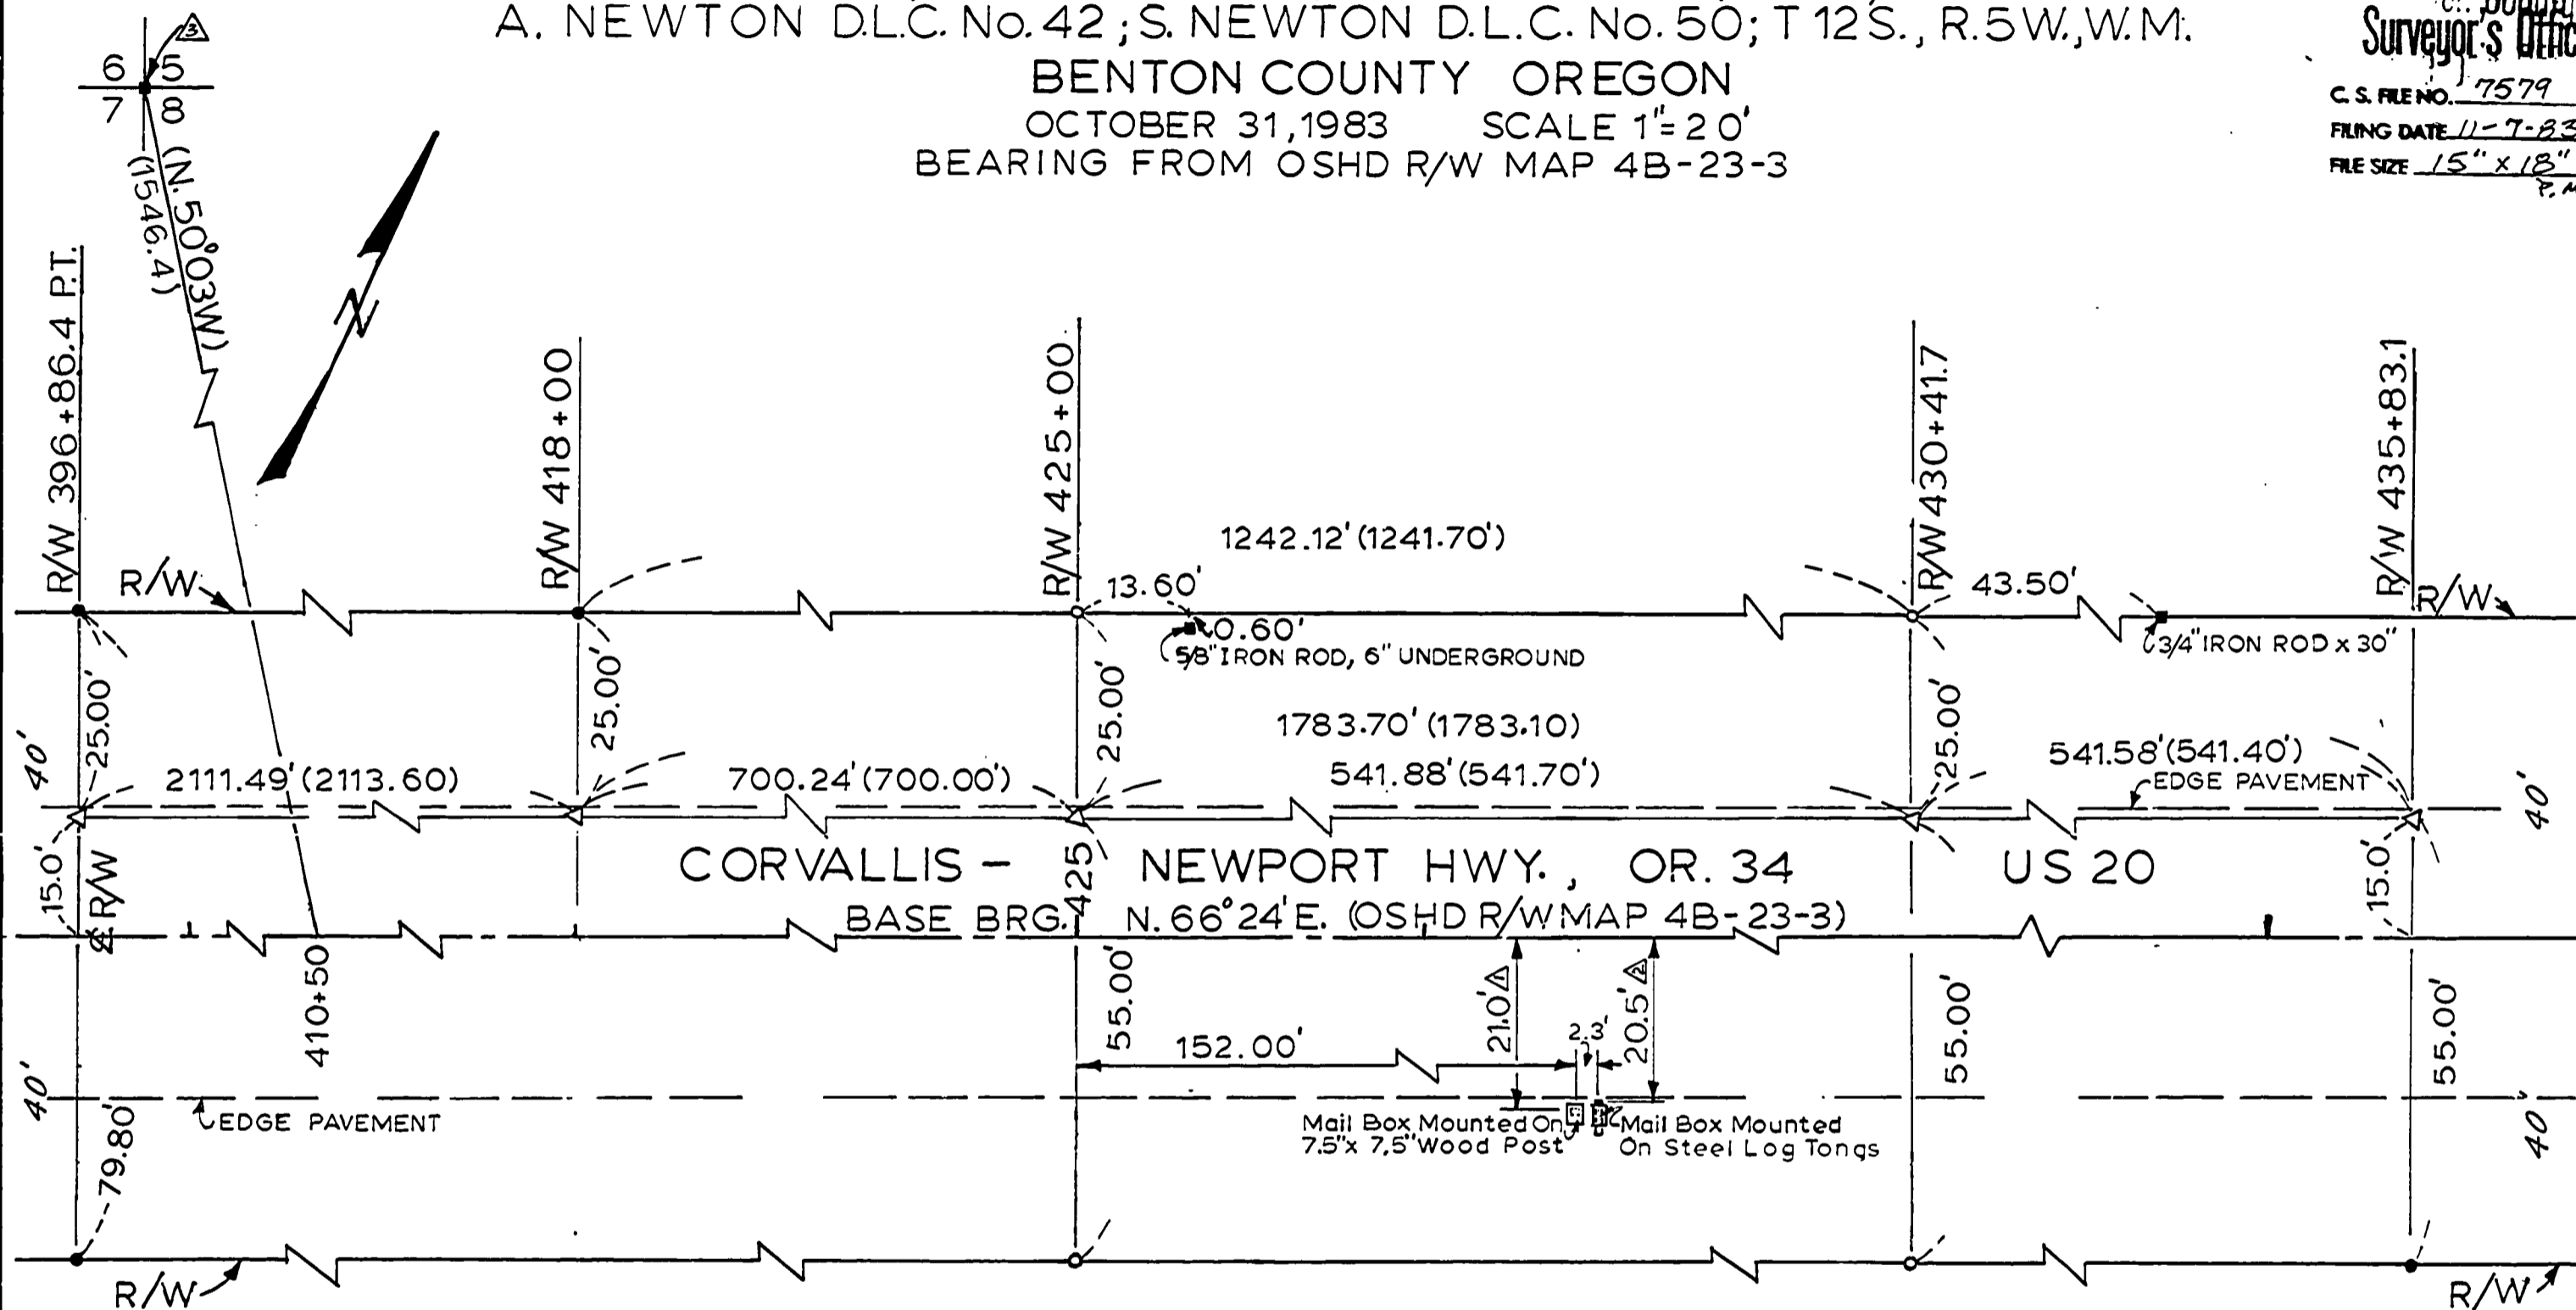 A. NEWTON D.L.C. No. 42 ; S. NEWTON D.L.C. No. 50; T 12 S., R.5W.,W.M.
BENTON COUNTY OREGON
OCTOBER 31,1983 SCALE 1"=20'
BEARING FROM OSHD R/W MAP 4B-23-3
Surveyor's
C. S. FILE NO. 7579
FILING DATE 11-7-83
FILE SIZE 15" x 18"
3
6 5
7 8
(N. 50°03W)
(1546.4)
N
R/W 396+86.4 P.T.
R/W 418+00
R/W 425+00
R/W 430+41.7
R/W 435+83.1
1242.12' (1241.70')
R/W
13.60'
43.50'
R/W
0.60'
5/8" IRON ROD, 6" UNDERGROUND
3/4" IRON ROD x 30"
25.00'
25.00'
25.00'
25.00'
40'
1783.70' (1783.10)
2111.49' (2113.60)
700.24' (700.00')
541.88' (541.70')
541.58' (541.40')
EDGE PAVEMENT
40'
15.0'
R/W
CORVALLIS - NEWPORT HWY., OR. 34 US 20
425
15.0'
BASE BRG. N. 66°24'E. (OSHD R/W MAP 4B-23-3)
410+50
55.00'
21.0' 1
20.5' 2
55.00'
55.00'
152.00'
2.3'
40'
EDGE PAVEMENT
79.80'
Mail Box Mounted On
7.5"x 7.5" Wood Post
Mail Box Mounted
On Steel Log Tongs
40'
R/W
R/W